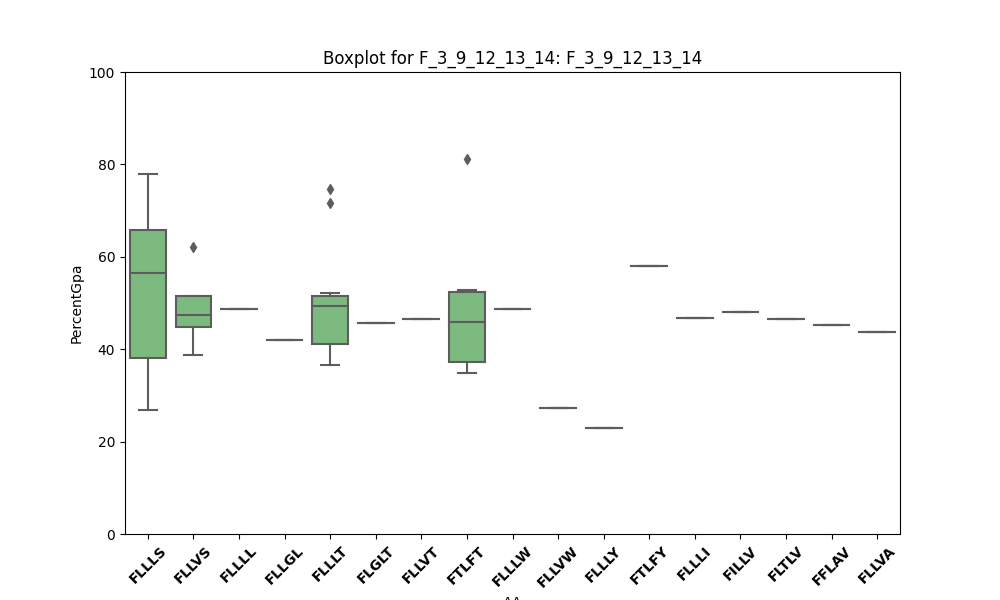 Boxplot for F_3_9_12_13_14: F_3_9_12_13_14
100
80
60
40
20
0
PercentGpa
FLLLS FLLVS FLLLL FLLGL FLLLT FLGLT FLLVT FTLFT FLLLW FLLVW FLLLY FTLFY FLLLI FILLV FLTLV FFLAV FLLVA